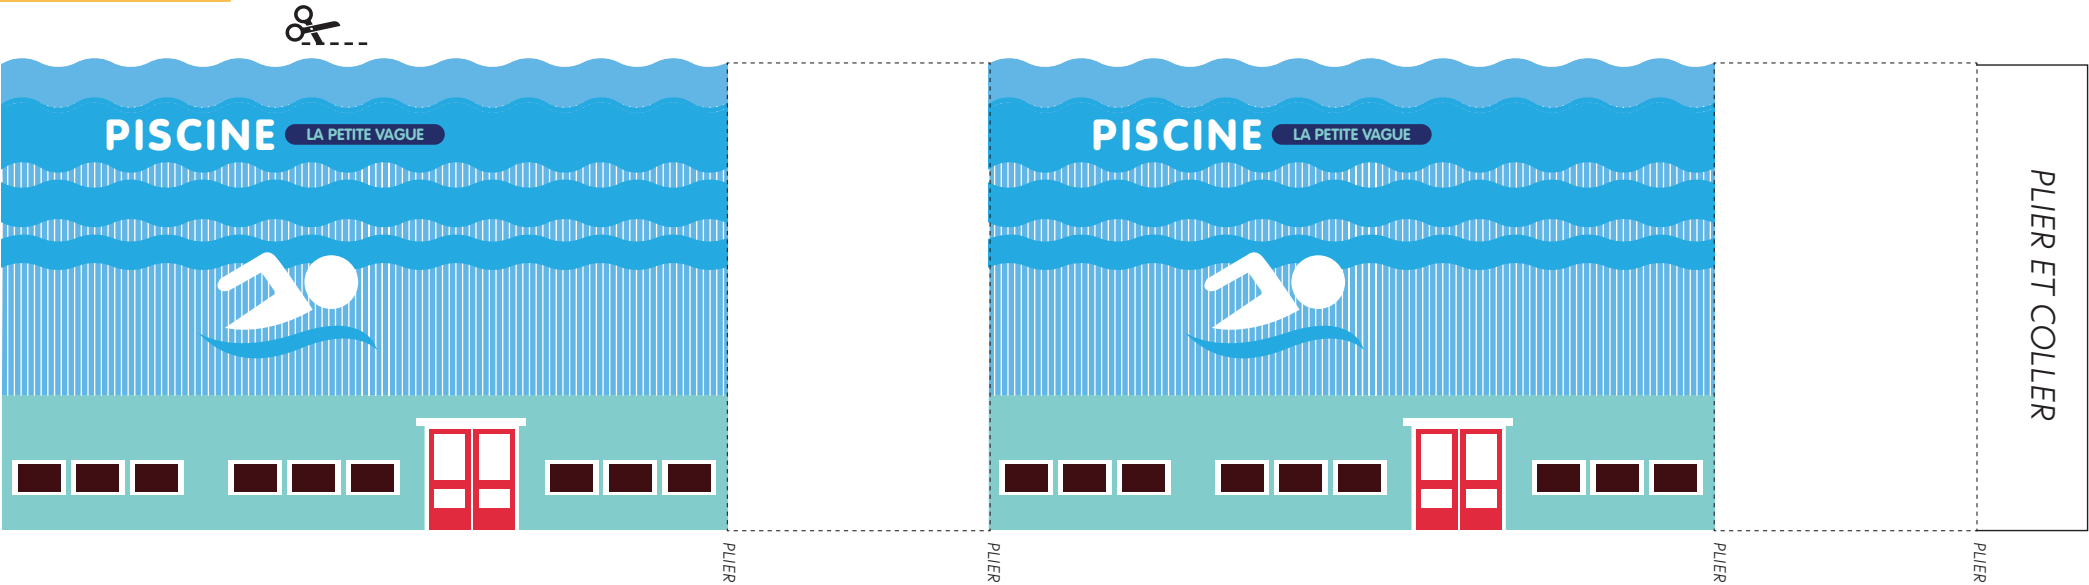 PISCINE LA PETITE VAGUE
PISCINE LA PETITE VAGUE
PLIER ET COLLER
PLIER
PLIER
PLIER
PLIER